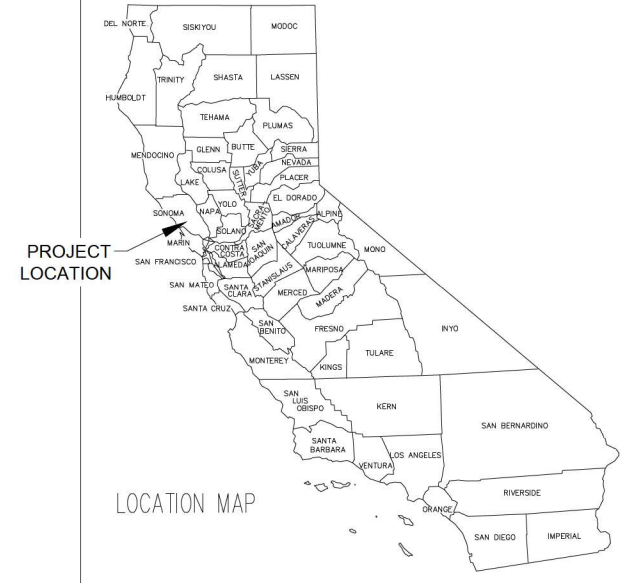 DEL NORTE.
SISKIYOU
MODOC
HUMBOLDT
TRINITY
SHASTA
LASSEN
TEHAMA
PLUMAS
MENDOCINO
GLENN
BUTTE
SIERRA
COLUSA
SUTTER
YUBA
NEVADA
PLACER
LAKE
SONOMA
NAPA
YOLO
SACRA
MENTO
EL DORADO
SOLANO
AMADOR
ALPINE
MARIN
PROJECT
LOCATION
CONTRA
COSTA
SAN
JOAQUIN
CALAVERAS
TUOLUMNE
MONO
SAN FRANCISCO
ALAMEDA
STANISLAUS
MARIPOSA
SAN MATEO
SANTA
CLARA
MERCED
MADERA
SANTA CRUZ
SAN
BENITO
FRESNO
INYO
MONTEREY
KINGS
TULARE
SAN
LUIS
OBISPO
KERN
SAN BERNARDINO
SANTA
BARBARA
VENTURA
LOS ANGELES
RIVERSIDE
ORANGE
SAN DIEGO
IMPERIAL
LOCATION MAP